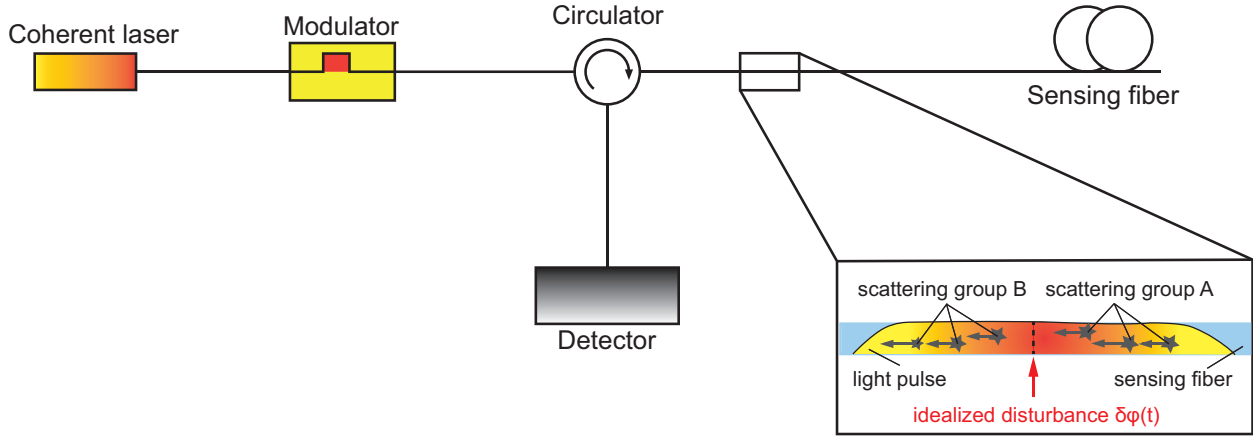 Coherent laser
Modulator
Circulator
Sensing fiber
Detector
scattering group B
scattering group A
light pulse
sensing fiber
idealized disturbance δφ(t)